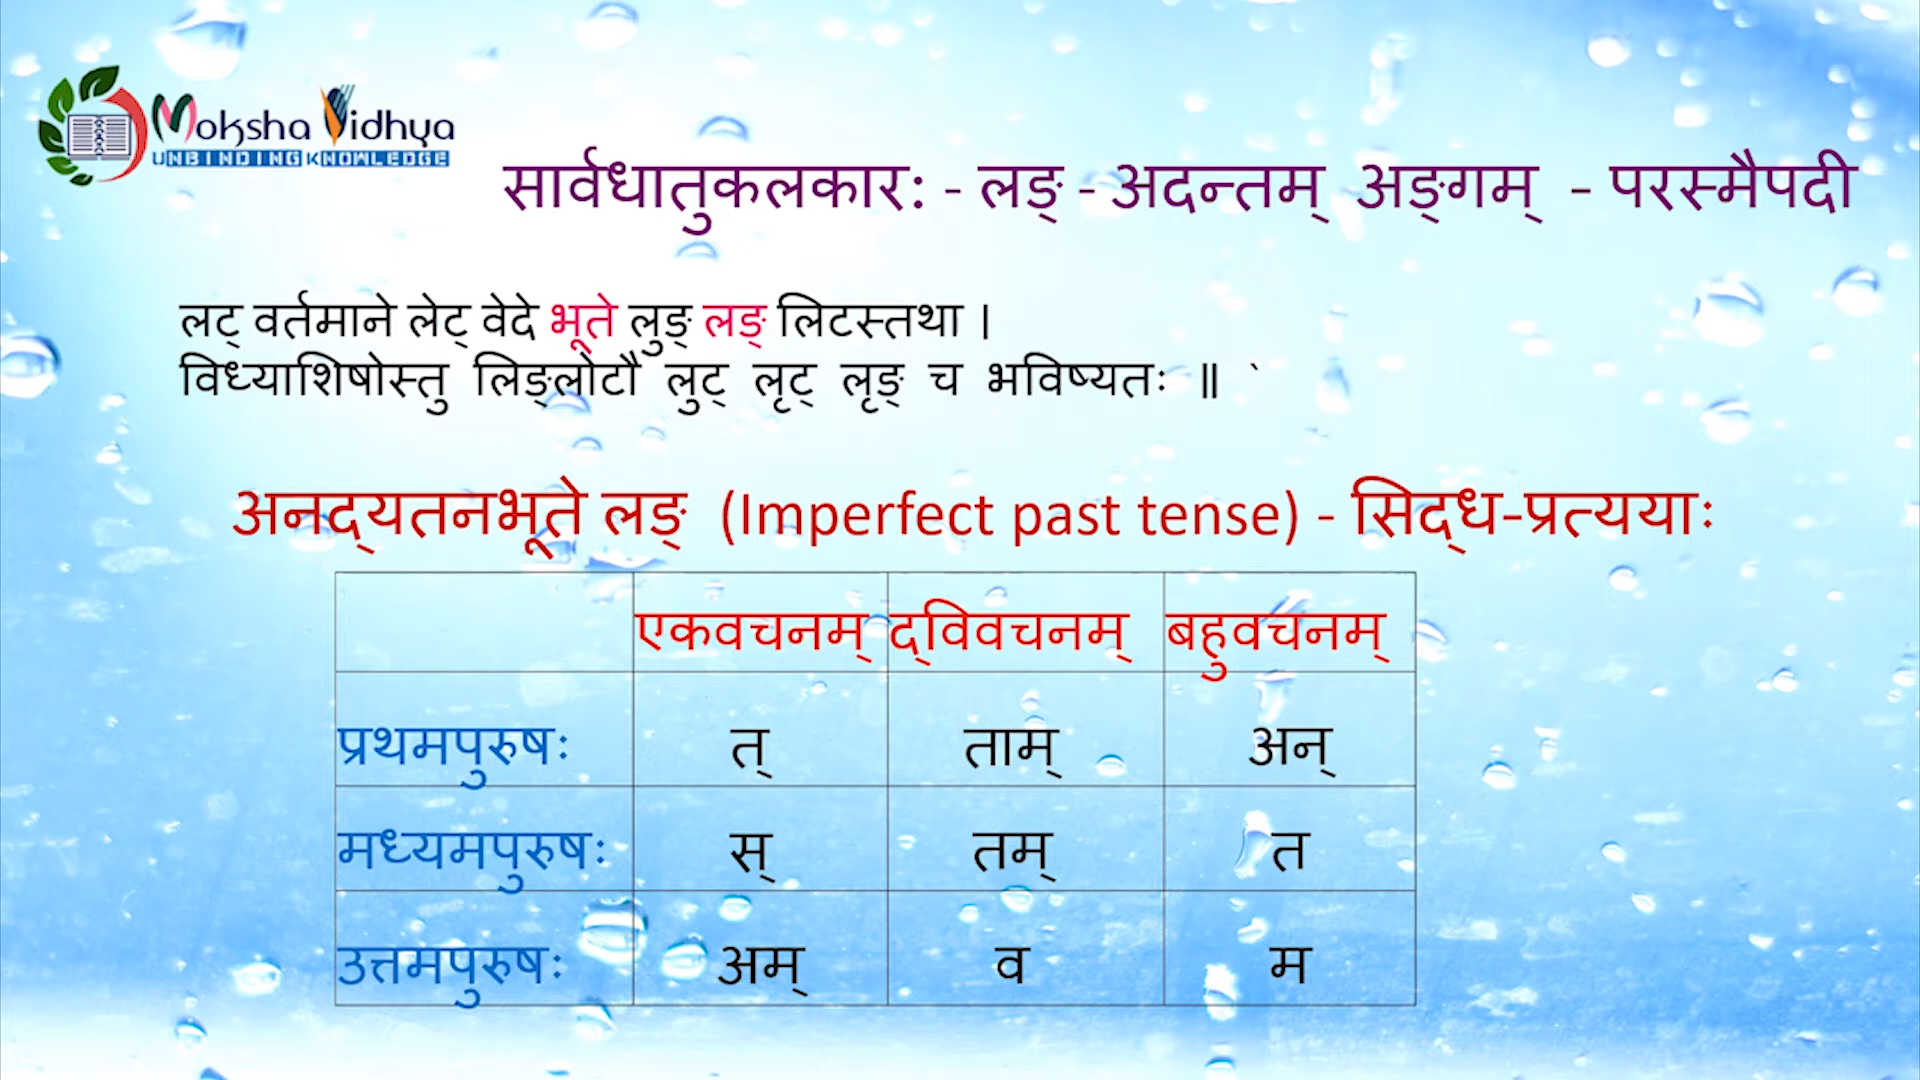 Moksha Vidhya
UNBINDING KNOWLEDGE
सार्वधातुकलकार: - लङ् - अदन्तम् अङ्गम् - परस्मैपदी
लट् वर्तमाने लेट् वेदे भूते लुङ् लङ् लिटस्तथा ।
विध्याशिषोस्तु लिङ्लोटौ लुट् लृट् लृङ् च भविष्यतः ॥ `
अनद्यतनभूते लङ् (Imperfect past tense) - सिद्ध-प्रत्ययाः
एकवचनम् द्विवचनम् बहुवचनम्
प्रथमपुरुषः त् ताम् अन्
मध्यमपुरुषः स् तम् त
उत्तमपुरुषः अम् व म